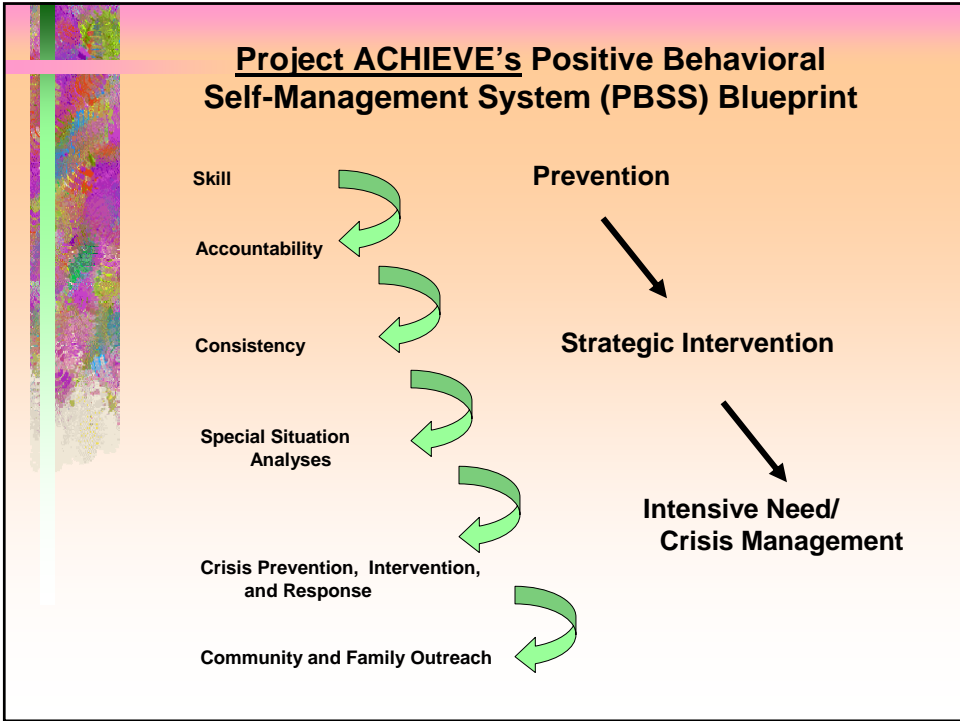 Project ACHIEVE's Positive Behavioral
Self-Management System (PBSS) Blueprint
Skill
Accountability
Consistency
Special Situation
Analyses
Crisis Prevention, Intervention,
and Response
Community and Family Outreach
Prevention
Strategic Intervention
Intensive Need/
Crisis Management